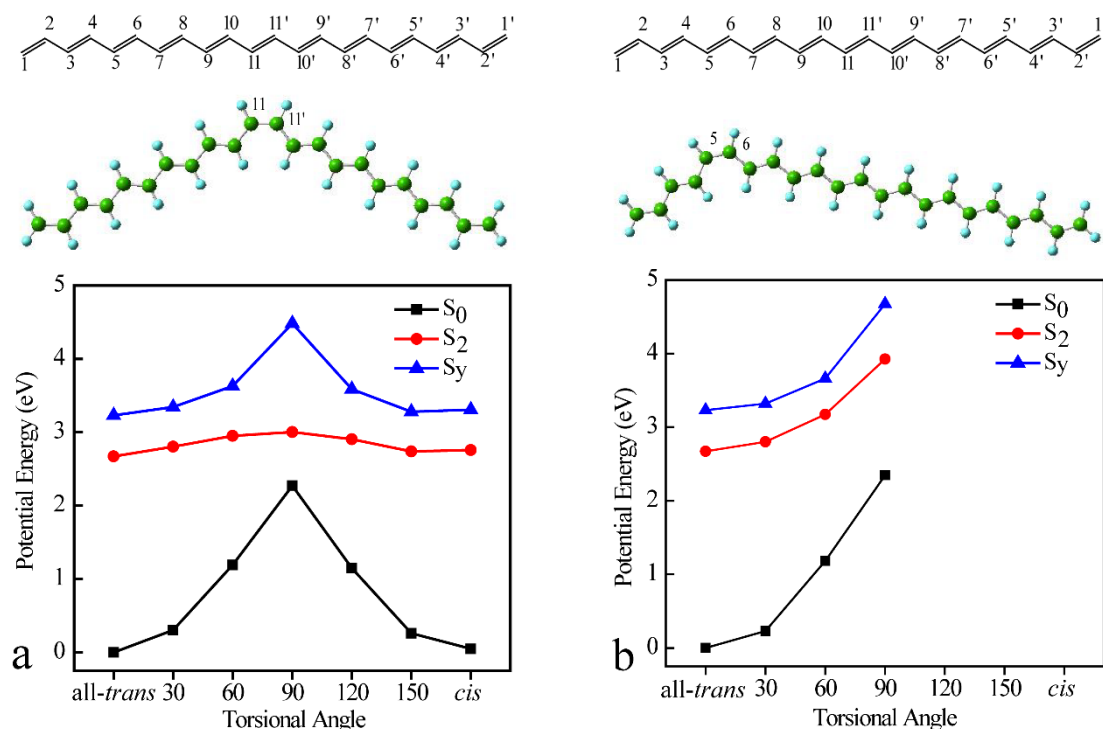 2 4 6 8 10 11' 9' 7' 5' 3' 1'
1 3 5 7 9 11 10' 8' 6' 4' 2'
11 11'
5
4
3
2
1
0
Potential Energy (eV)
S0
S2
Sy
all-trans 30 60 90 120 150 cis
Torsional Angle
a
2 4 6 8 10 11' 9' 7' 5' 3' 1
1 3 5 7 9 11 10' 8' 6' 4' 2'
5 6
5
4
3
2
1
0
Potential Energy (eV)
S0
S2
Sy
all-trans 30 60 90 120 150 cis
Torsional Angle
b